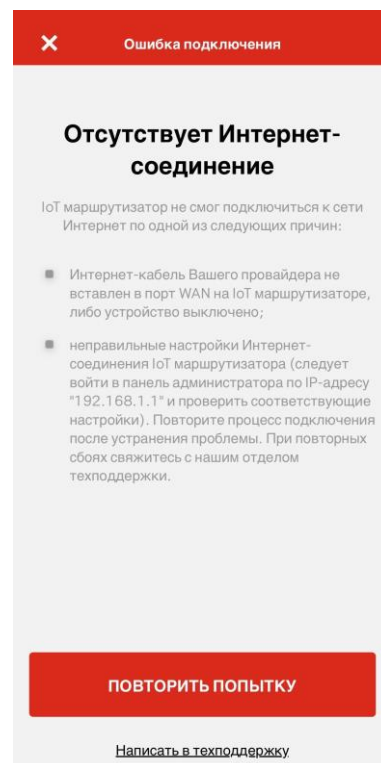 Ошибка подключения
Отсутствует Интернет-
соединение
IoT маршрутизатор не смог подключиться к сети
Интернет по одной из следующих причин:
Интернет-кабель Вашего провайдера не
вставлен в порт WAN на IoT маршрутизаторе,
либо устройство выключено;
неправильные настройки Интернет-
соединения IoT маршрутизатора (следует
войти в панель администратора по IP-адресу
"192.168.1.1" и проверить соответствующие
настройки). Повторите процесс подключения
после устранения проблемы. При повторных
сбоях свяжитесь с нашим отделом
техподдержки.
ПОВТОРИТЬ ПОПЫТКУ
Написать в техподдержку